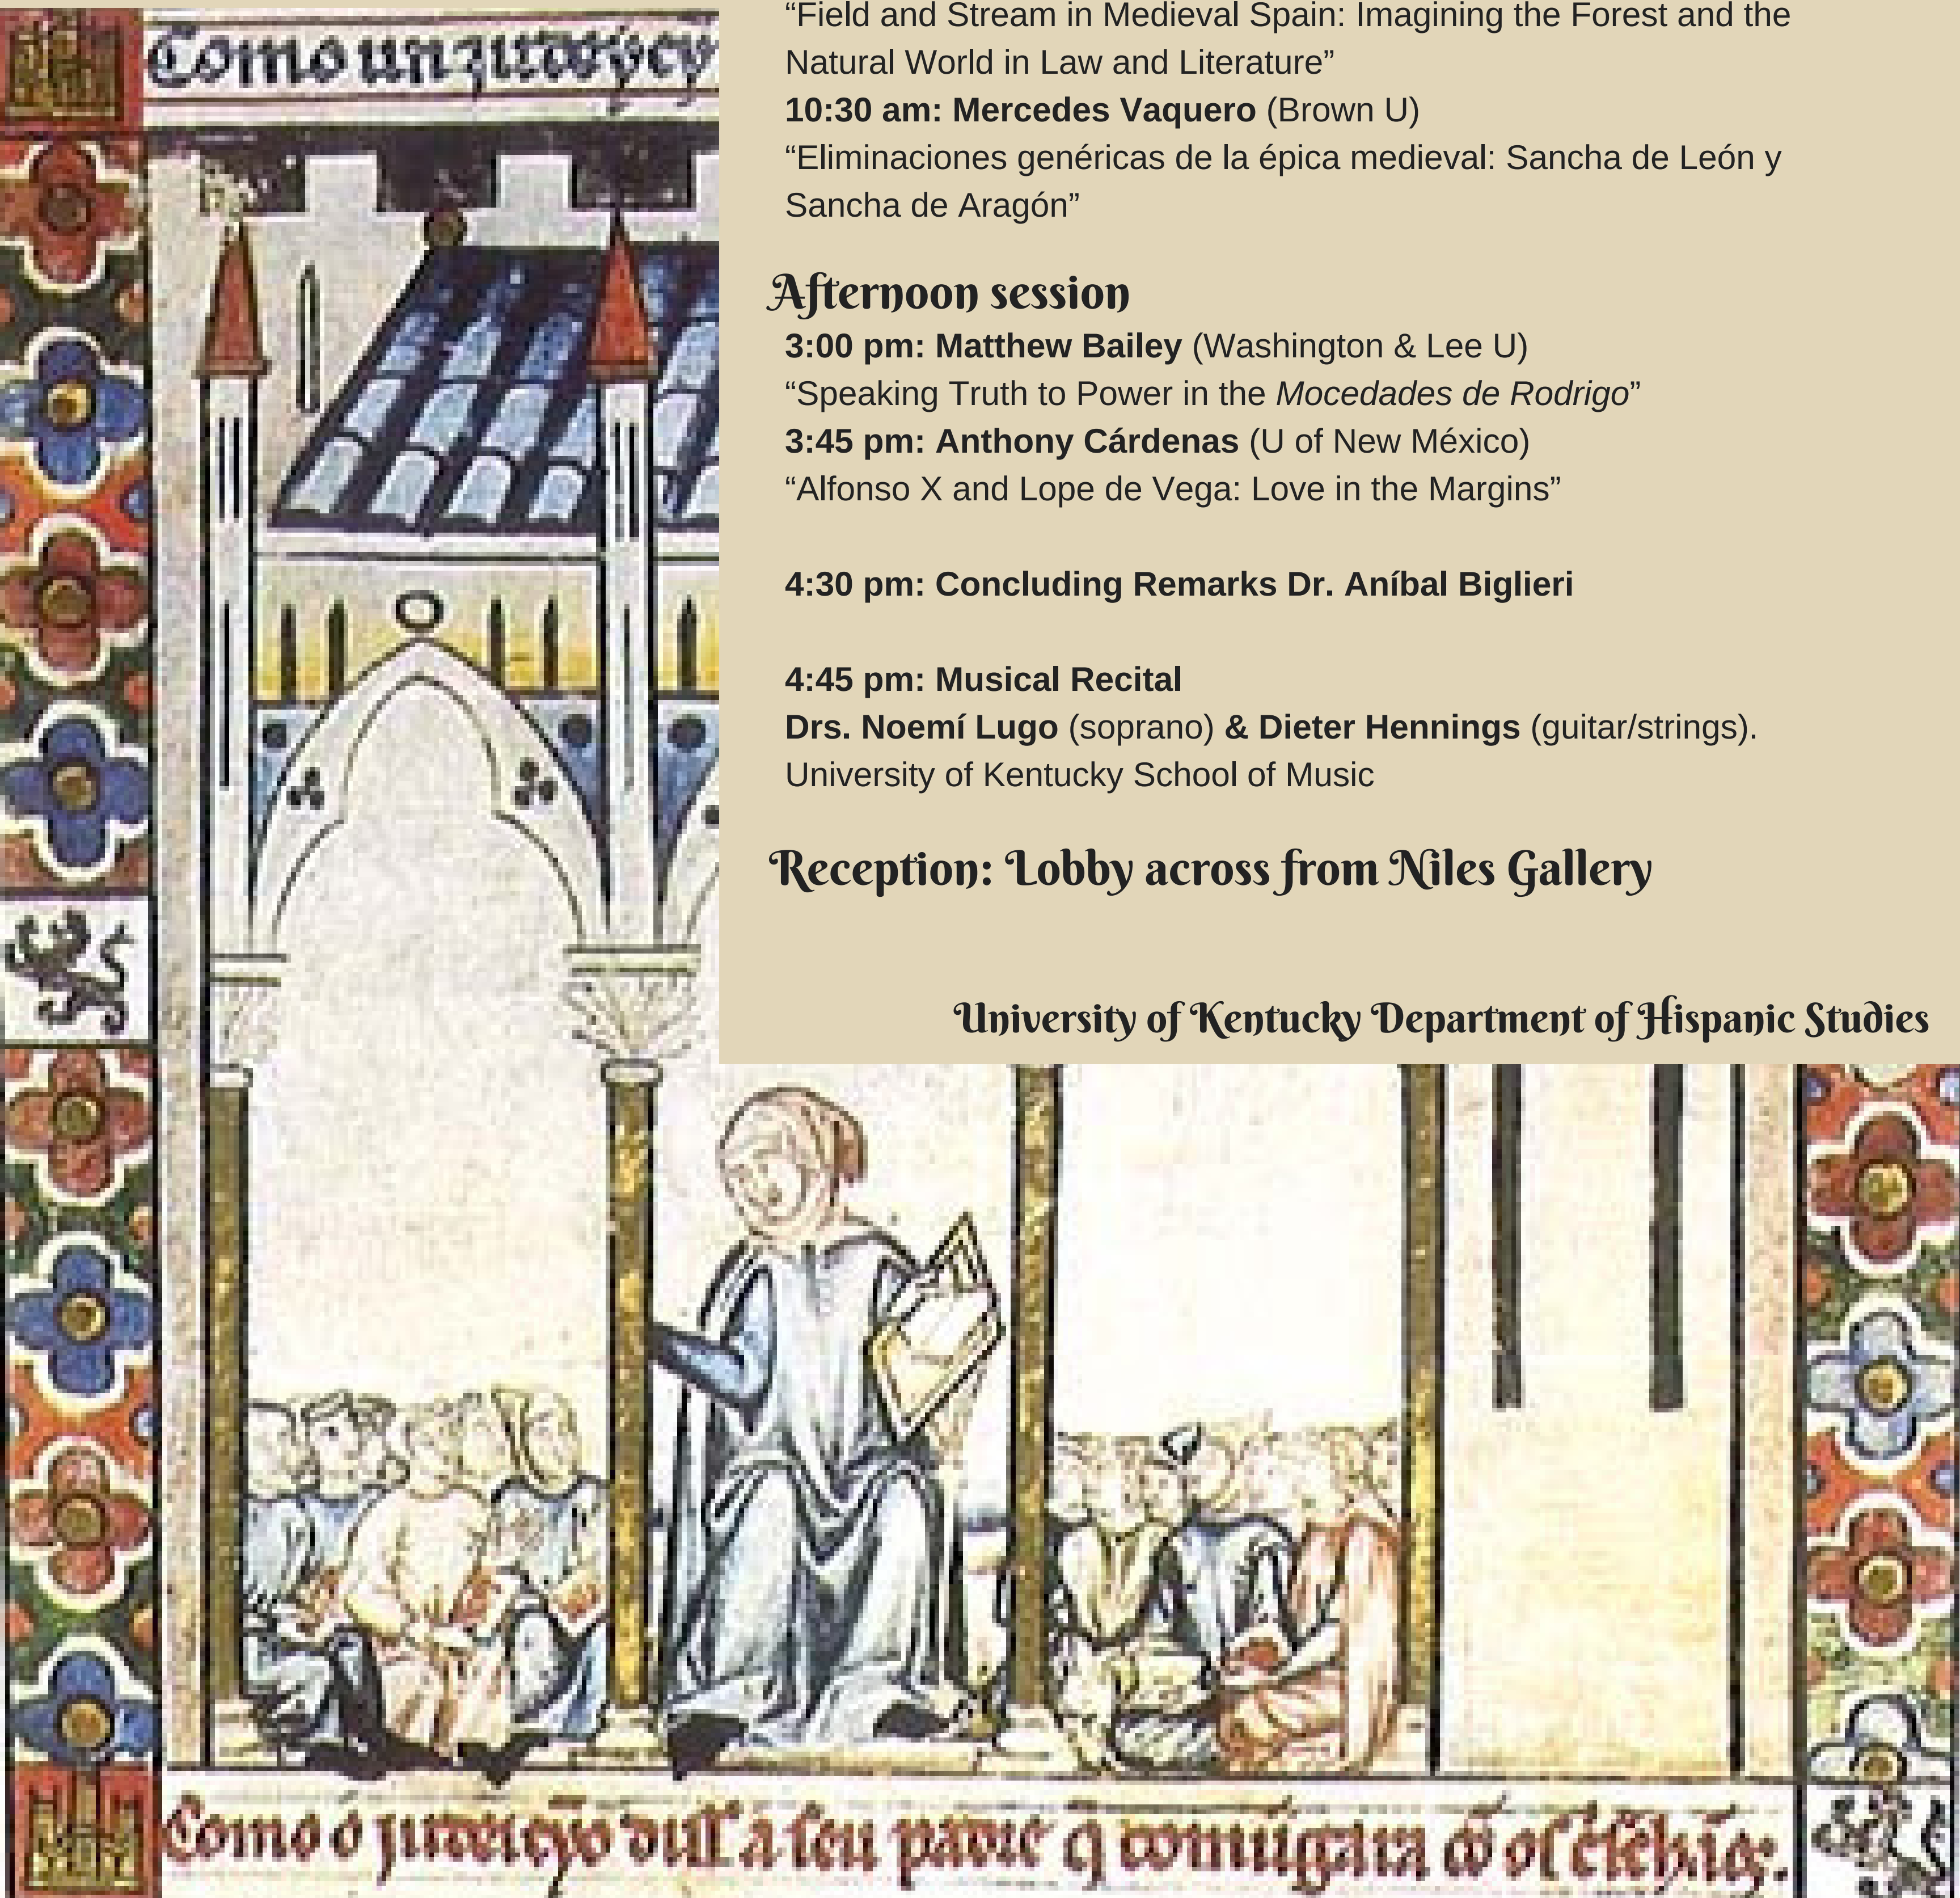 Como un
“Field and Stream in Medieval Spain: Imagining the Forest and the
Natural World in Law and Literature”
10:30 am: Mercedes Vaquero (Brown U)
“Eliminaciones genéricas de la épica medieval: Sancha de León y
Sancha de Aragón”
Afternoon session
3:00 pm: Matthew Bailey (Washington & Lee U)
“Speaking Truth to Power in the Mocedades de Rodrigo”
3:45 pm: Anthony Cárdenas (U of New México)
“Alfonso X and Lope de Vega: Love in the Margins”
4:30 pm: Concluding Remarks Dr. Aníbal Biglieri
4:45 pm: Musical Recital
Drs. Noemí Lugo (soprano) & Dieter Hennings (guitar/strings).
University of Kentucky School of Music
Reception: Lobby across from Niles Gallery
University of Kentucky Department of Hispanic Studies
Como o a seu padre